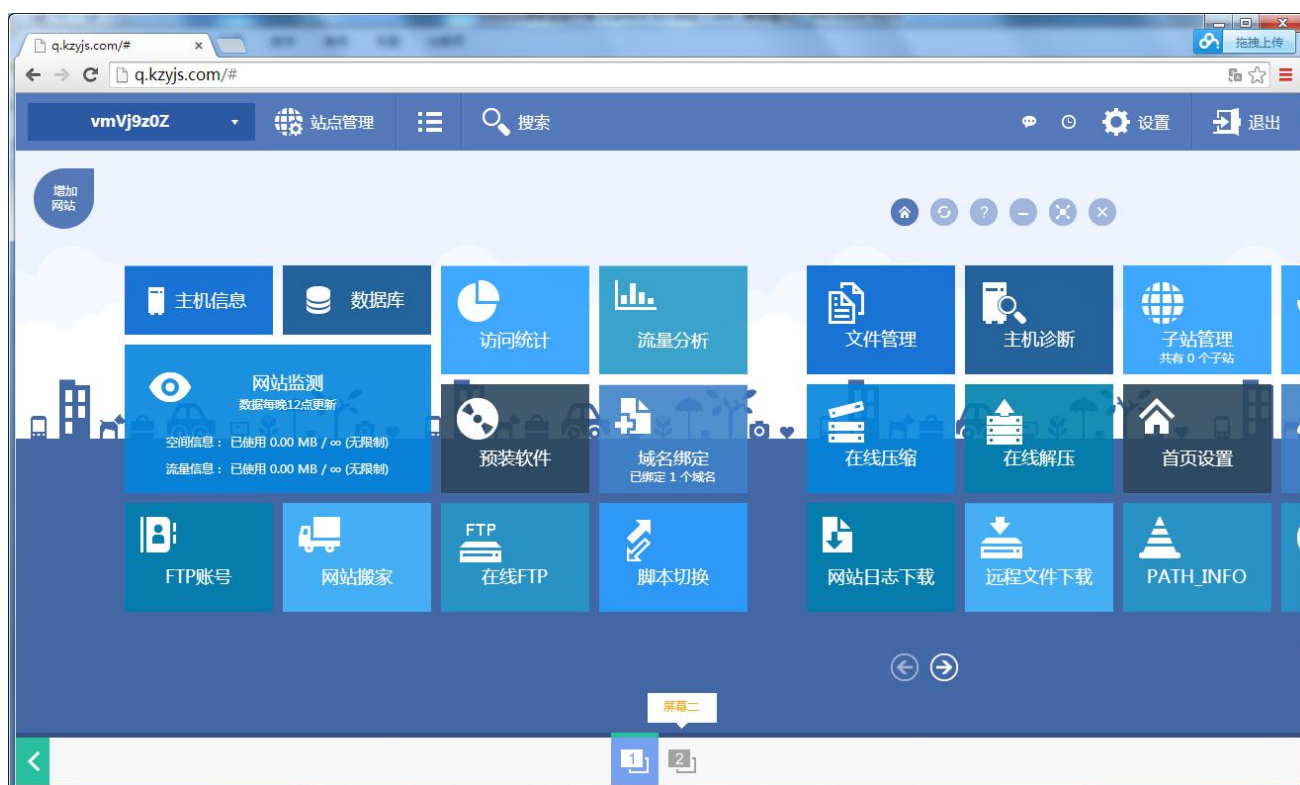 q.kzyjs.com/#
拖拽上传
q.kzyjs.com/#
vmVj9z0Z
站点管理
搜索
设置
退出
增加
网站
主机信息
数据库
访问统计
流量分析
文件管理
主机诊断
子站管理
共有 0 个子站
网站监测
数据每晚12点更新
空间信息： 已使用 0.00 MB / ∞ (无限制)
流量信息： 已使用 0.00 MB / ∞ (无限制)
预装软件
域名绑定
已绑定 1 个域名
在线压缩
在线解压
首页设置
FTP账号
网站搬家
FTP
在线FTP
脚本切换
网站日志下载
远程文件下载
PATH_INFO
屏幕二
1
2